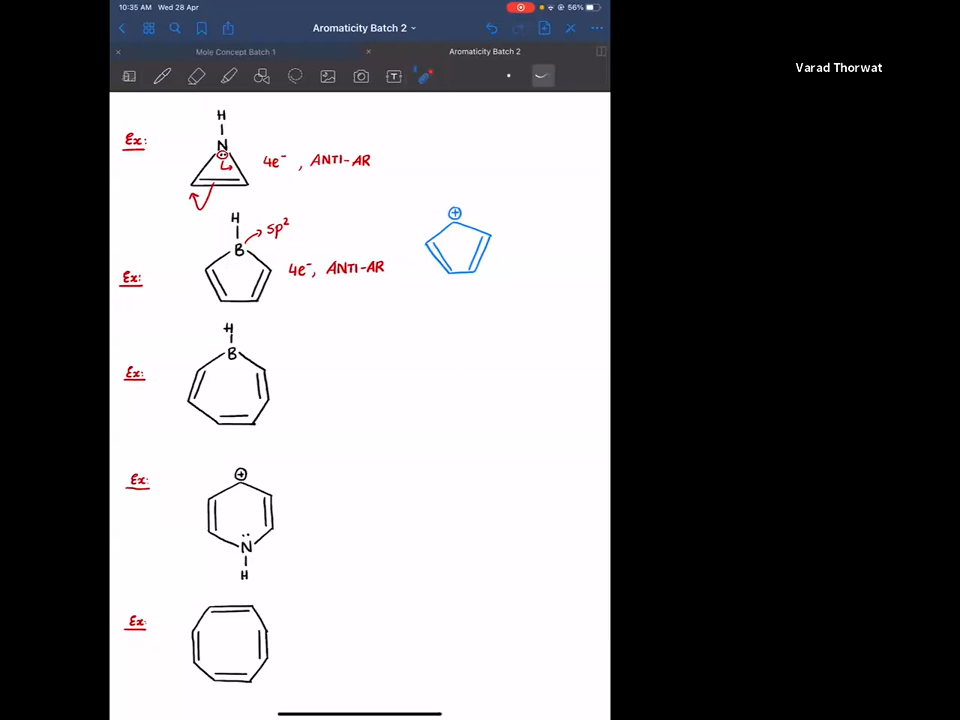 10:35 AM Wed 28 Apr
56%
Aromaticity Batch 2
Mole Concept Batch 1
Aromaticity Batch 2
T
Varad Thorwat
H
Ex:
N
4e⁻ , ANTI-AR
H
sp²
B
⊕
Ex:
4e⁻, ANTI-AR
H
B
Ex:
⊕
Ex:
N
H
Ex: